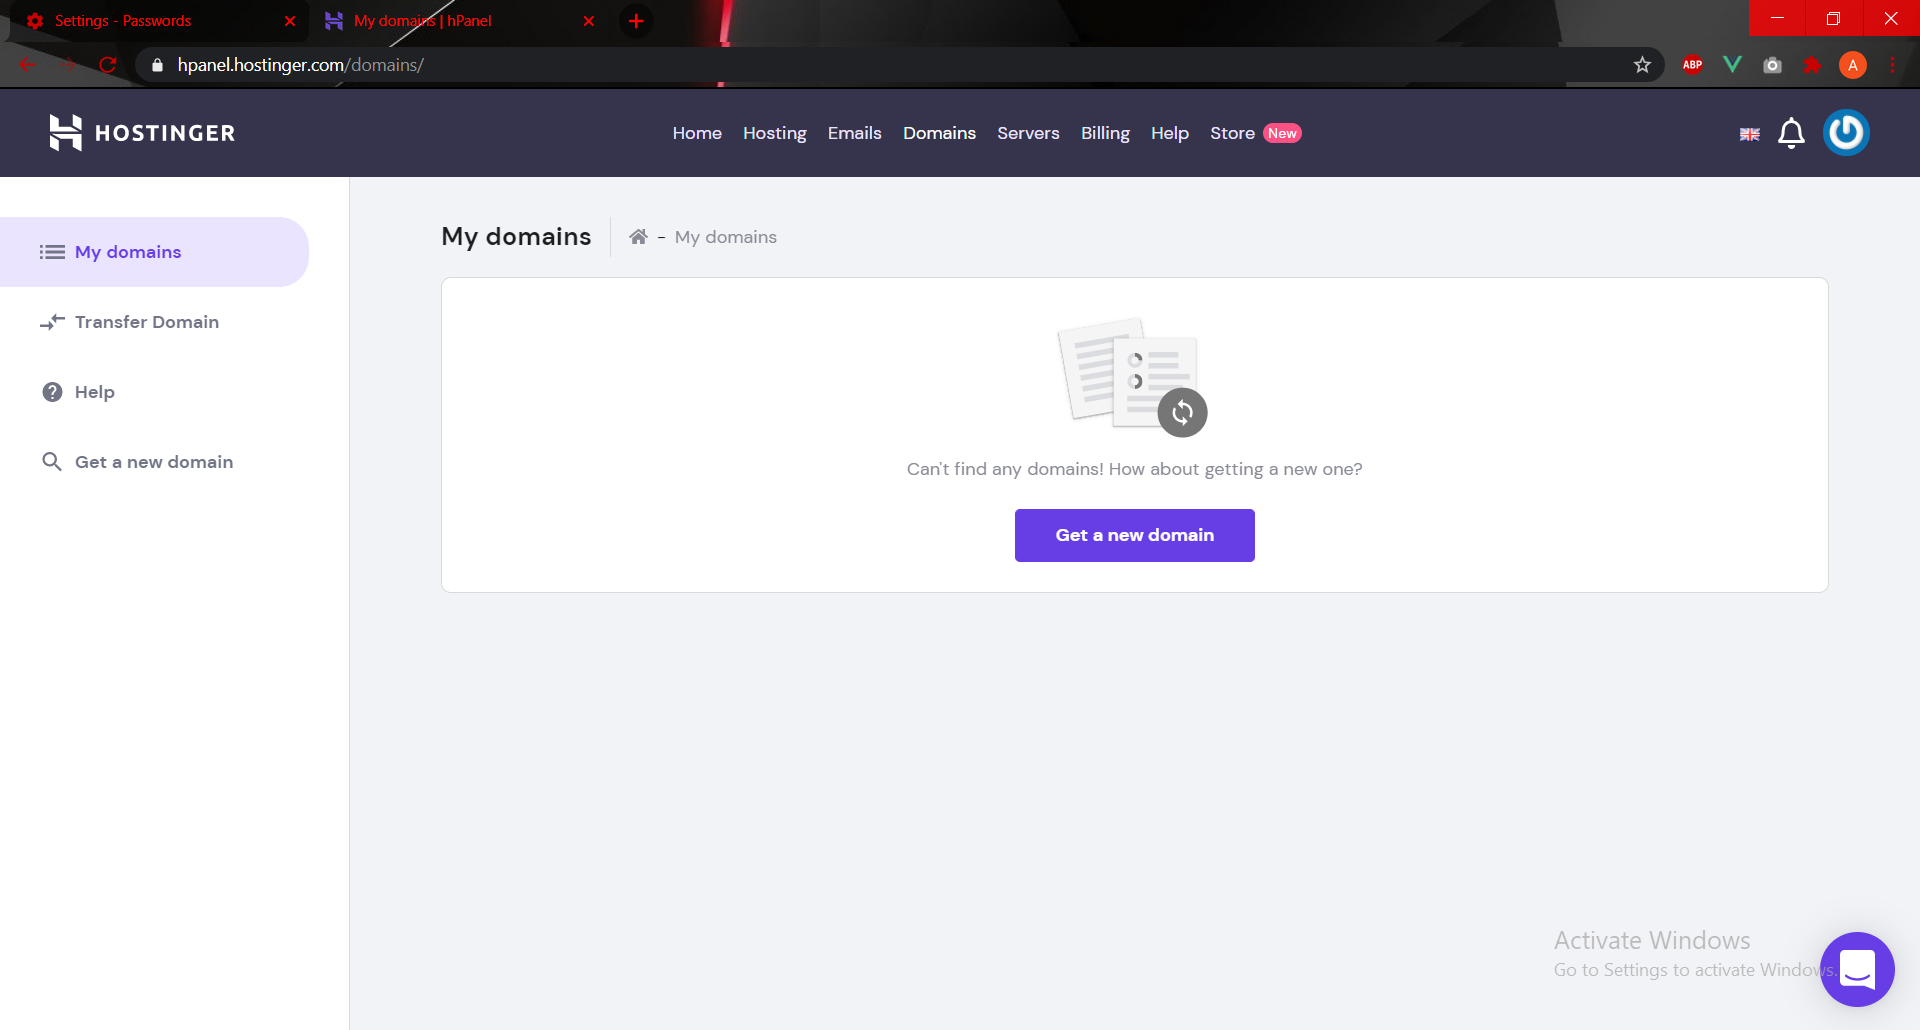 Settings - Passwords
My domains | hPanel
hpanel.hostinger.com/domains/
ABP
A
HOSTINGER
Home
Hosting
Emails
Domains
Servers
Billing
Help
Store
New
My domains
Transfer Domain
Help
Get a new domain
My domains
- My domains
Can't find any domains! How about getting a new one?
Get a new domain
Activate Windows
Go to Settings to activate Windows.